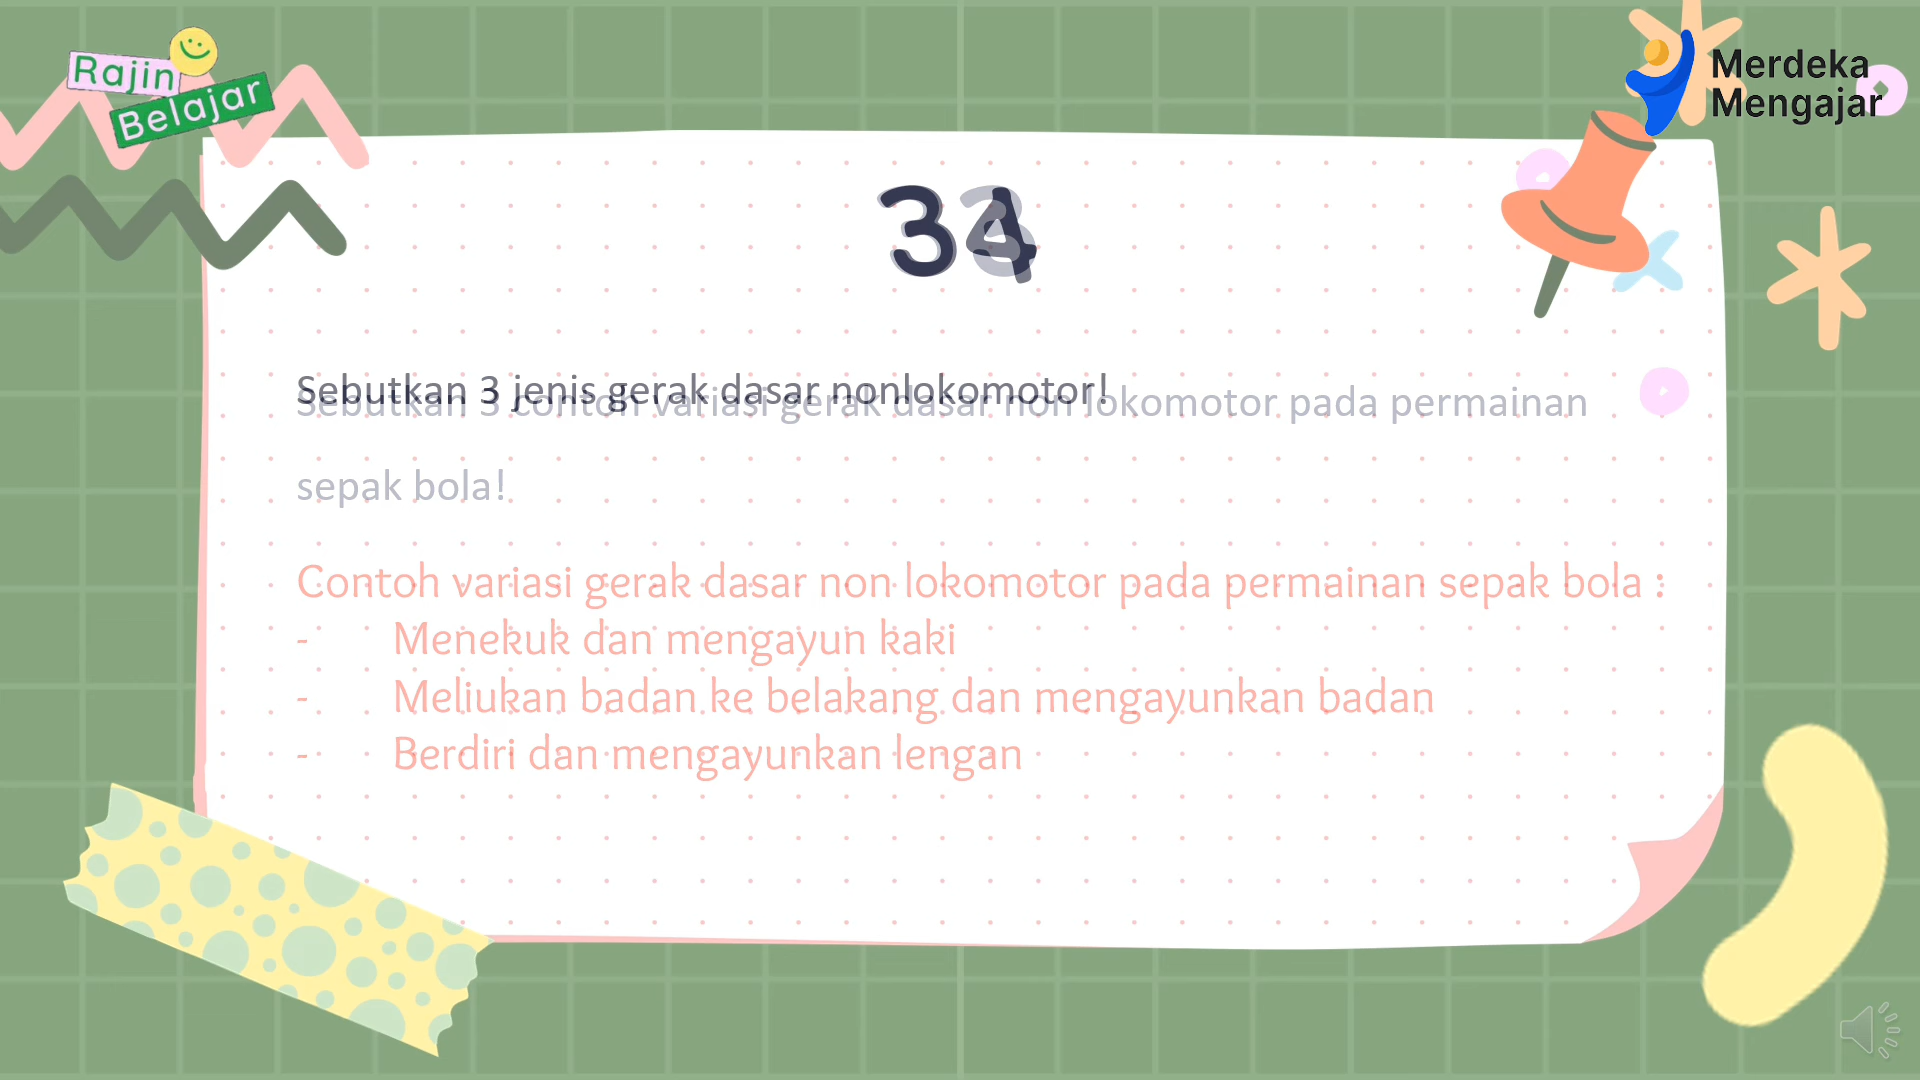 Rajin
Belajar
Merdeka
Mengajar
34
33
Sebutkan 3 jenis gerak dasar nonlokomotor!
Sebutkan 3 contoh variasi gerak dasar non lokomotor pada permainan
sepak bola!
Contoh variasi gerak dasar non lokomotor pada permainan sepak bola :
- Menekuk dan mengayun kaki
- Meliukan badan ke belakang dan mengayunkan badan
- Berdiri dan mengayunkan lengan